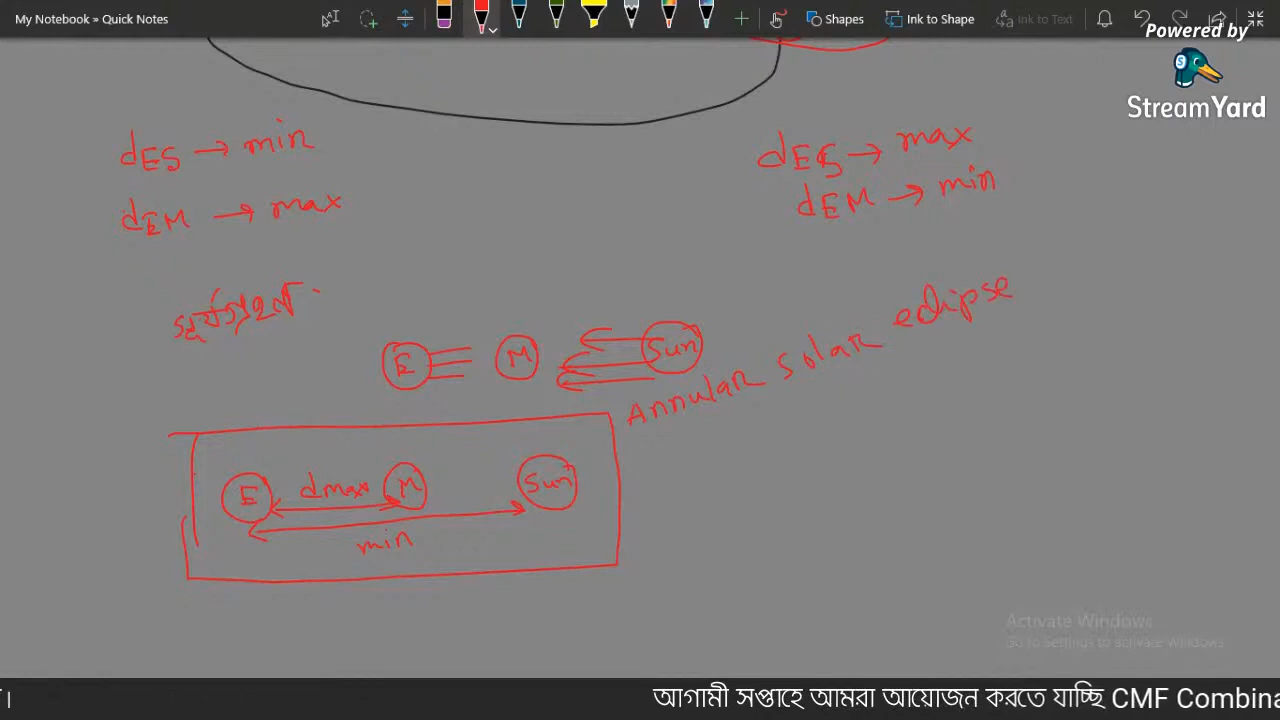 My Notebook » Quick Notes
Shapes
Ink to Shape
Ink to Text
Powered by
StreamYard
dES → min
dEM → max
dES → max
dEM → min
সূর্যগ্রহণ
E
M
Sun
Annular Solar eclipse
E
dmax
M
Sun
min
Activate Windows
Go to Settings to activate Windows.
। আগামী সপ্তাহে আমরা আয়োজন করতে যাচ্ছি CMF Combina